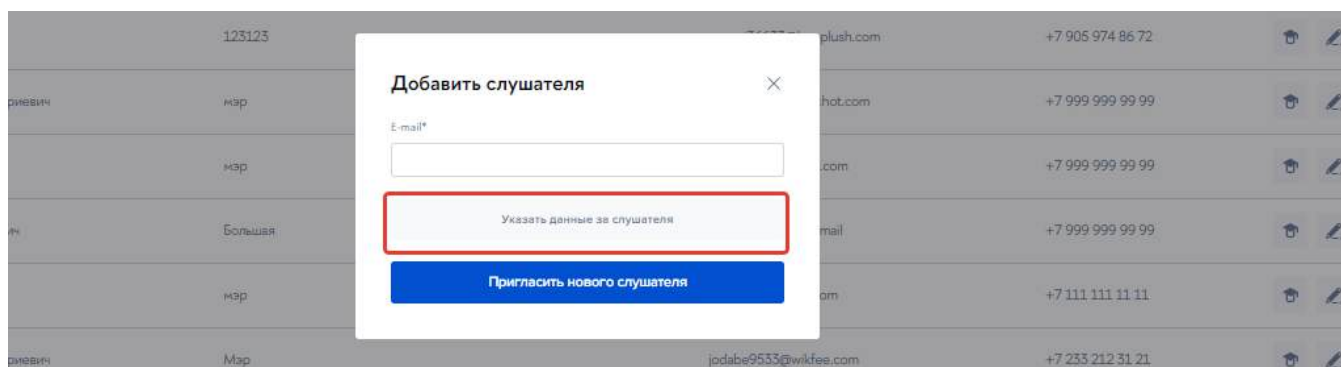 123123 plush.com +7 905 974 86 72
Добавить слушателя
риевич мэр hot.com +7 999 999 99 99
E-mail*
мэр .com +7 999 999 99 99
Указать данные за слушателя
ич Большая mail +7 999 999 99 99
Пригласить нового слушателя
мэр om +7 111 111 11 11
риевич Мэр jodabe9533@wikfee.com +7 233 212 31 21